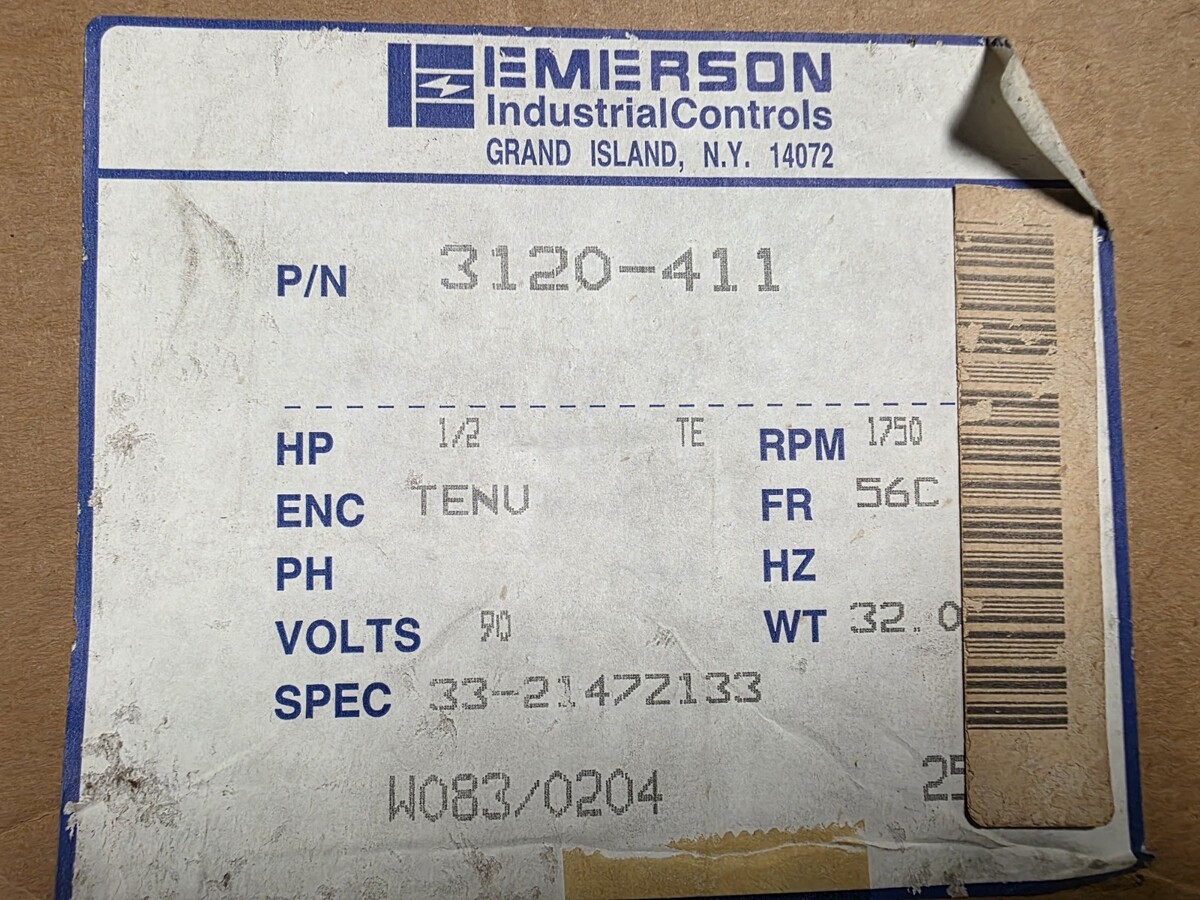 EMERSON
IndustrialControls
GRAND ISLAND, N.Y. 14072
P/N 3120-411
HP 1/2 TE RPM 1750
ENC TENV FR 56C
PH HZ
VOLTS 90 WT 32.0
SPEC 33-21472133
W083/0204 25